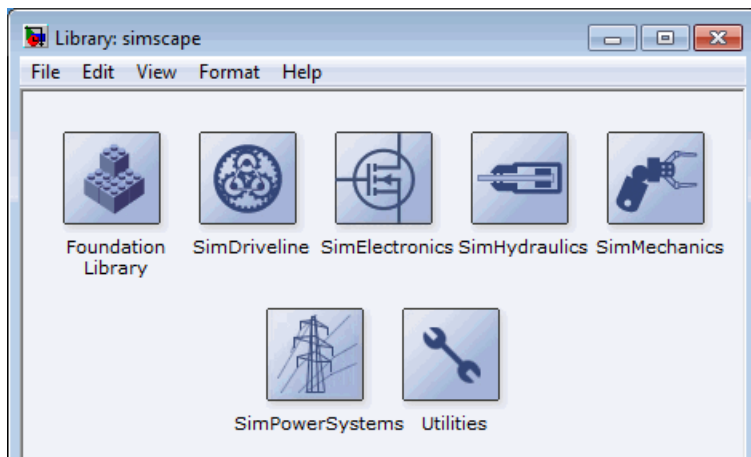 Library: simscape
File Edit View Format Help
Foundation Library SimDriveline SimElectronics SimHydraulics SimMechanics
SimPowerSystems Utilities